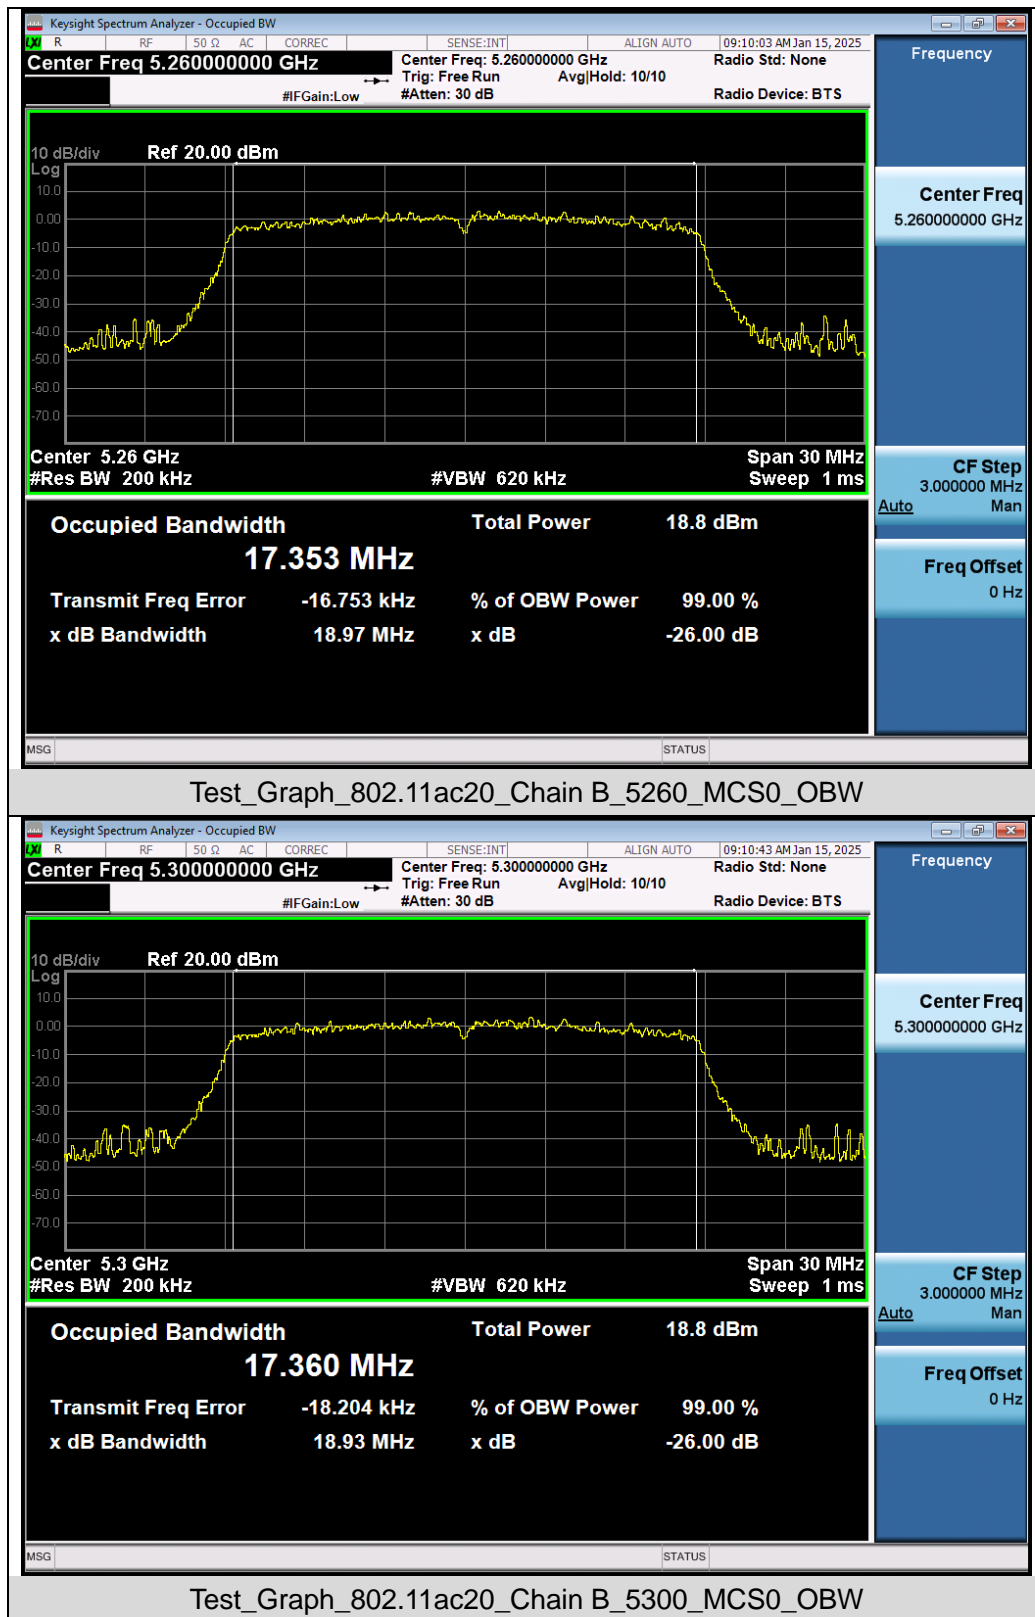 Keysight Spectrum Analyzer - Occupied BW
LXI R RF 50 Ω AC CORREC SENSE:INT ALIGN AUTO 09:10:03 AM Jan 15, 2025
Center Freq 5.260000000 GHz
Center Freq: 5.260000000 GHz
Radio Std: None
Trig: Free Run Avg|Hold: 10/10
#IFGain:Low #Atten: 30 dB Radio Device: BTS
10 dB/div Ref 20.00 dBm
Log
10.0
0.00
-10.0
-20.0
-30.0
-40.0
-50.0
-60.0
-70.0
Center 5.26 GHz Span 30 MHz
#Res BW 200 kHz #VBW 620 kHz Sweep 1 ms
Occupied Bandwidth Total Power 18.8 dBm
17.353 MHz
Transmit Freq Error -16.753 kHz % of OBW Power 99.00 %
x dB Bandwidth 18.97 MHz x dB -26.00 dB
MSG STATUS
Frequency
Center Freq
5.260000000 GHz
CF Step
3.000000 MHz
Auto Man
Freq Offset
0 Hz
Test_Graph_802.11ac20_Chain B_5260_MCS0_OBW
Keysight Spectrum Analyzer - Occupied BW
LXI R RF 50 Ω AC CORREC SENSE:INT ALIGN AUTO 09:10:43 AM Jan 15, 2025
Center Freq 5.300000000 GHz
Center Freq: 5.300000000 GHz
Radio Std: None
Trig: Free Run Avg|Hold: 10/10
#IFGain:Low #Atten: 30 dB Radio Device: BTS
10 dB/div Ref 20.00 dBm
Log
10.0
0.00
-10.0
-20.0
-30.0
-40.0
-50.0
-60.0
-70.0
Center 5.3 GHz Span 30 MHz
#Res BW 200 kHz #VBW 620 kHz Sweep 1 ms
Occupied Bandwidth Total Power 18.8 dBm
17.360 MHz
Transmit Freq Error -18.204 kHz % of OBW Power 99.00 %
x dB Bandwidth 18.93 MHz x dB -26.00 dB
MSG STATUS
Frequency
Center Freq
5.300000000 GHz
CF Step
3.000000 MHz
Auto Man
Freq Offset
0 Hz
Test_Graph_802.11ac20_Chain B_5300_MCS0_OBW